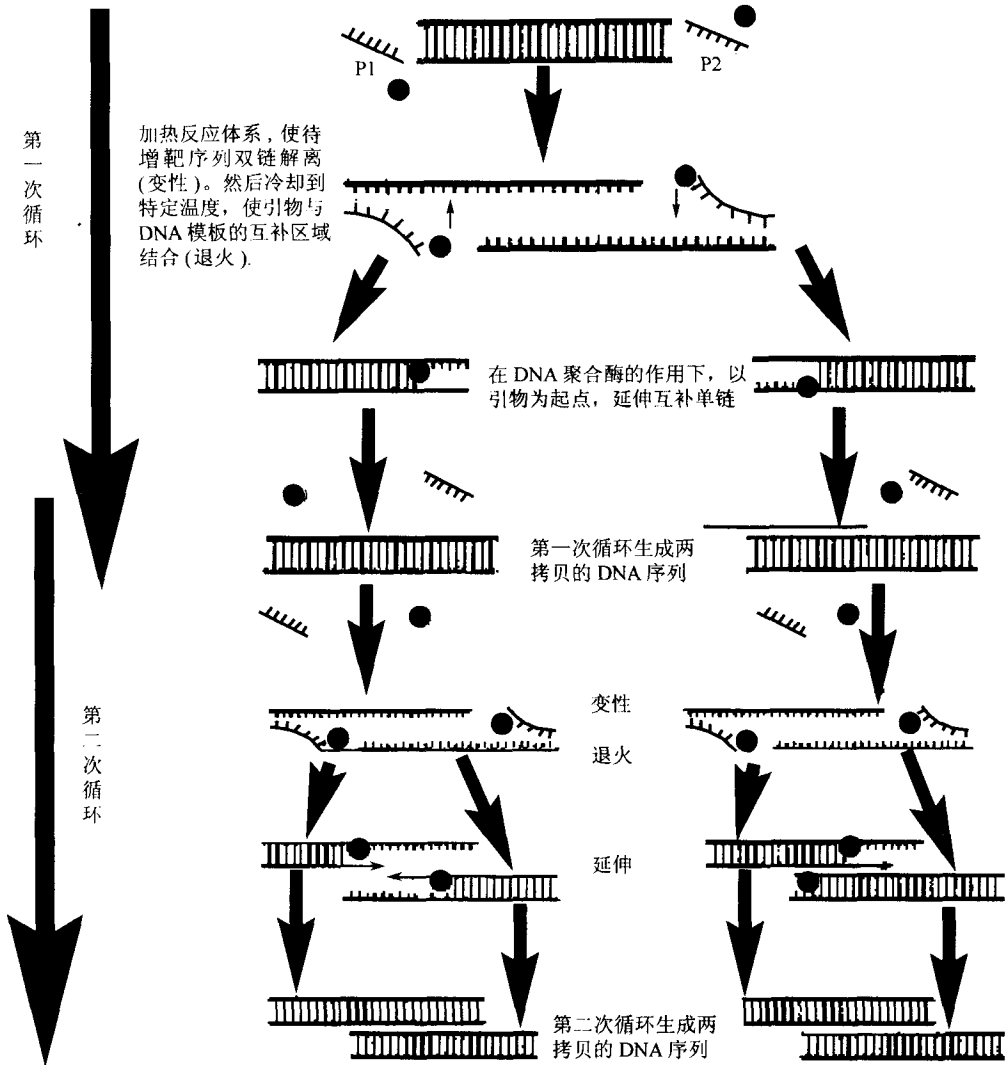 P1
P2
第一次循环
加热反应体系，使待
增靶序列双链解离
(变性)。然后冷却到
特定温度，使引物与
DNA 模板的互补区域
结合(退火).
在 DNA 聚合酶的作用下，以
引物为起点，延伸互补单链
第一次循环生成两
拷贝的 DNA 序列
第二次循环
变性
退火
延伸
第二次循环生成两
拷贝的 DNA 序列